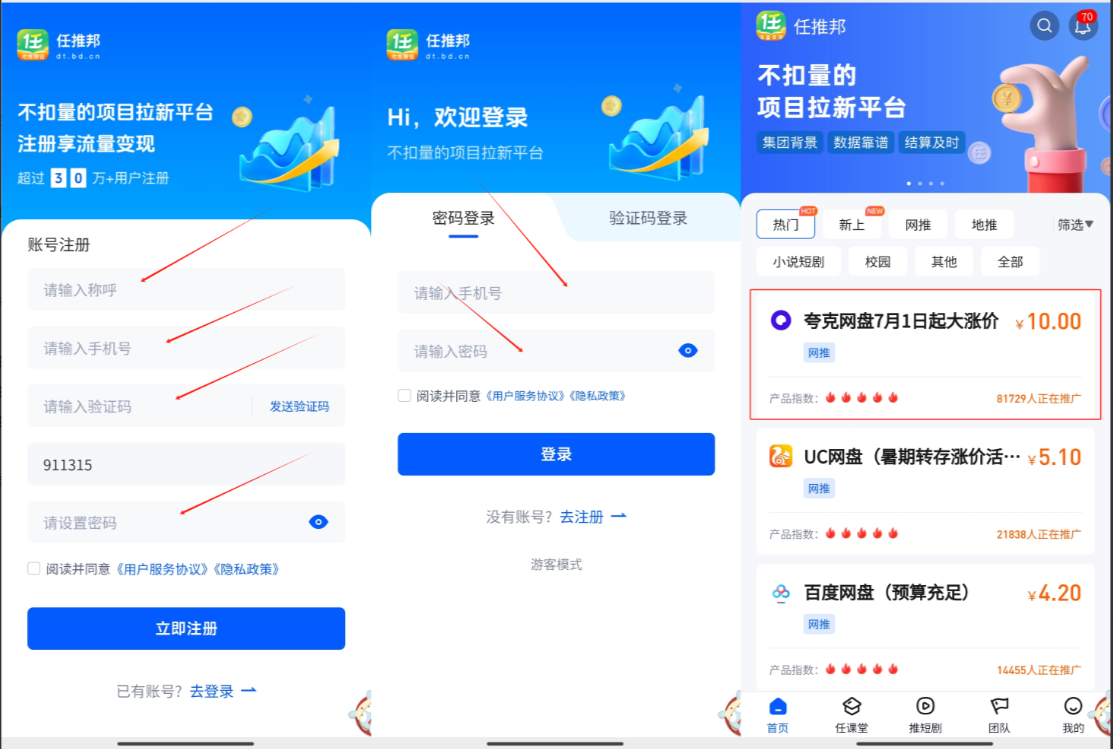 任推邦
dt.bd.cn
不扣量的项目拉新平台
注册享流量变现
超过 3 0 万+用户注册
账号注册
请输入称呼
请输入手机号
请输入验证码 发送验证码
911315
请设置密码
阅读并同意《用户服务协议》《隐私政策》
立即注册
已有账号? 去登录
任推邦
dt.bd.cn
Hi，欢迎登录
不扣量的项目拉新平台
密码登录 验证码登录
请输入手机号
请输入密码
阅读并同意《用户服务协议》《隐私政策》
登录
没有账号? 去注册
游客模式
任推邦
70
不扣量的
项目拉新平台
集团背景 数据靠谱 结算及时
热门 HOT 新上 NEW 网推 地推 筛选
小说短剧 校园 其他 全部
夸克网盘7月1日起大涨价 ¥10.00
网推
产品指数: 81729人正在推广
UC网盘（暑期转存涨价活··· ¥5.10
网推
产品指数: 21838人正在推广
百度网盘（预算充足） ¥4.20
网推
产品指数: 14455人正在推广
首页 任课堂 推短剧 团队 我的